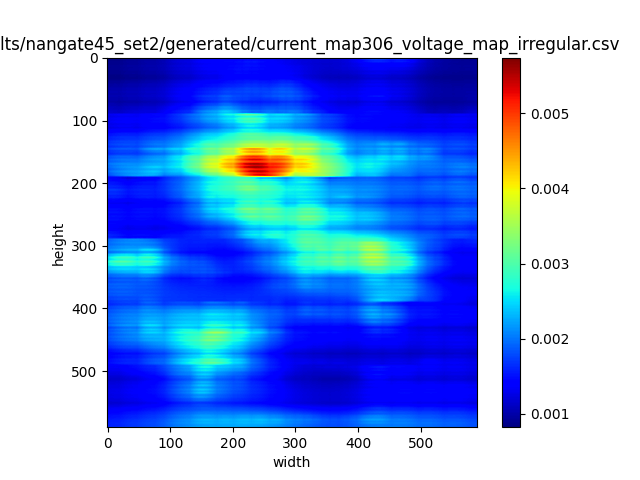 lts/nangate45_set2/generated/current_map306_voltage_map_irregular.csv
0
100
200
300
400
500
height
0 100 200 300 400 500
width
0.005
0.004
0.003
0.002
0.001